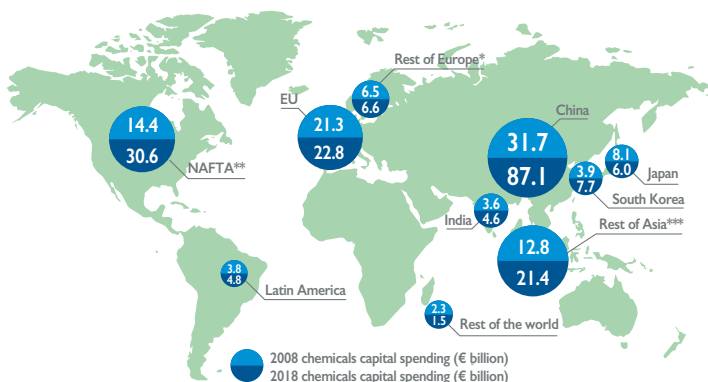 Rest of Europe*
6.5
6.6
EU
21.3
22.8
14.4
30.6
NAFTA**
China
31.7
87.1
8.1
6.0
Japan
3.9
7.7
South Korea
3.6
4.6
India
Rest of Asia***
12.8
21.4
3.8
4.8
Latin America
2.3
1.5
Rest of the world
2008 chemicals capital spending (€ billion)
2018 chemicals capital spending (€ billion)